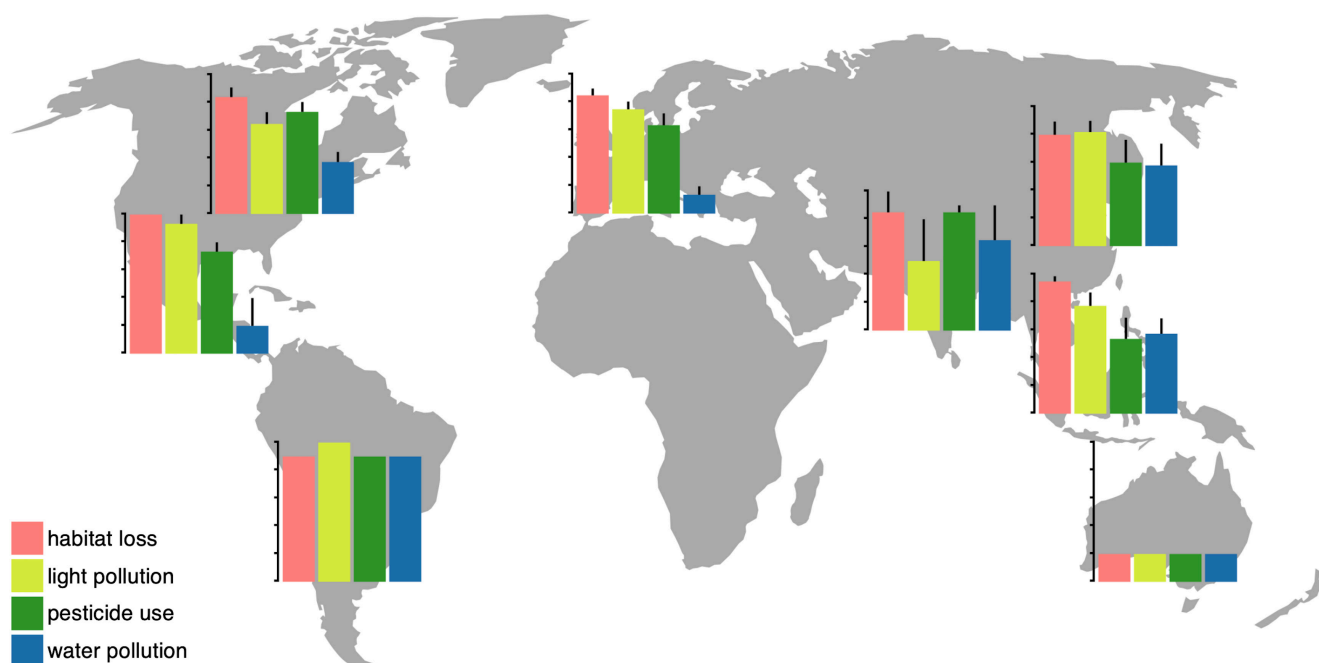 habitat loss
light pollution
pesticide use
water pollution